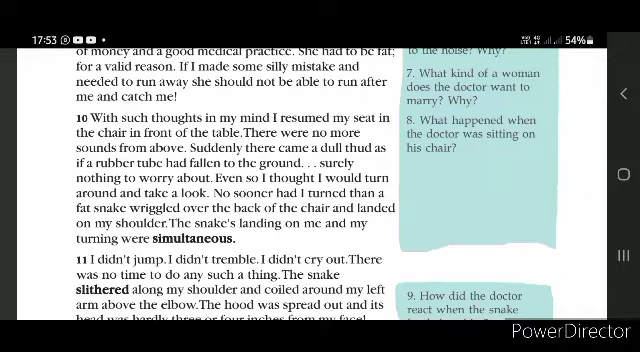 17:53
54%
of money and a good medical practice. She had to be fat;
for a valid reason. If I made some silly mistake and
needed to run away she should not be able to run after
me and catch me!
10 With such thoughts in my mind I resumed my seat in
the chair in front of the table. There were no more
sounds from above. Suddenly there came a dull thud as
if a rubber tube had fallen to the ground. . . surely
nothing to worry about. Even so I thought I would turn
around and take a look. No sooner had I turned than a
fat snake wriggled over the back of the chair and landed
on my shoulder. The snake's landing on me and my
turning were simultaneous.
11 I didn't jump. I didn't tremble. I didn't cry out. There
was no time to do any such a thing. The snake
slithered along my shoulder and coiled around my left
arm above the elbow. The hood was spread out and its
head was hardly three or four inches from my face!
to the noise? Why?
7. What kind of a woman
does the doctor want to
marry? Why?
8. What happened when
the doctor was sitting on
his chair?
9. How did the doctor
react when the snake
PowerDirector